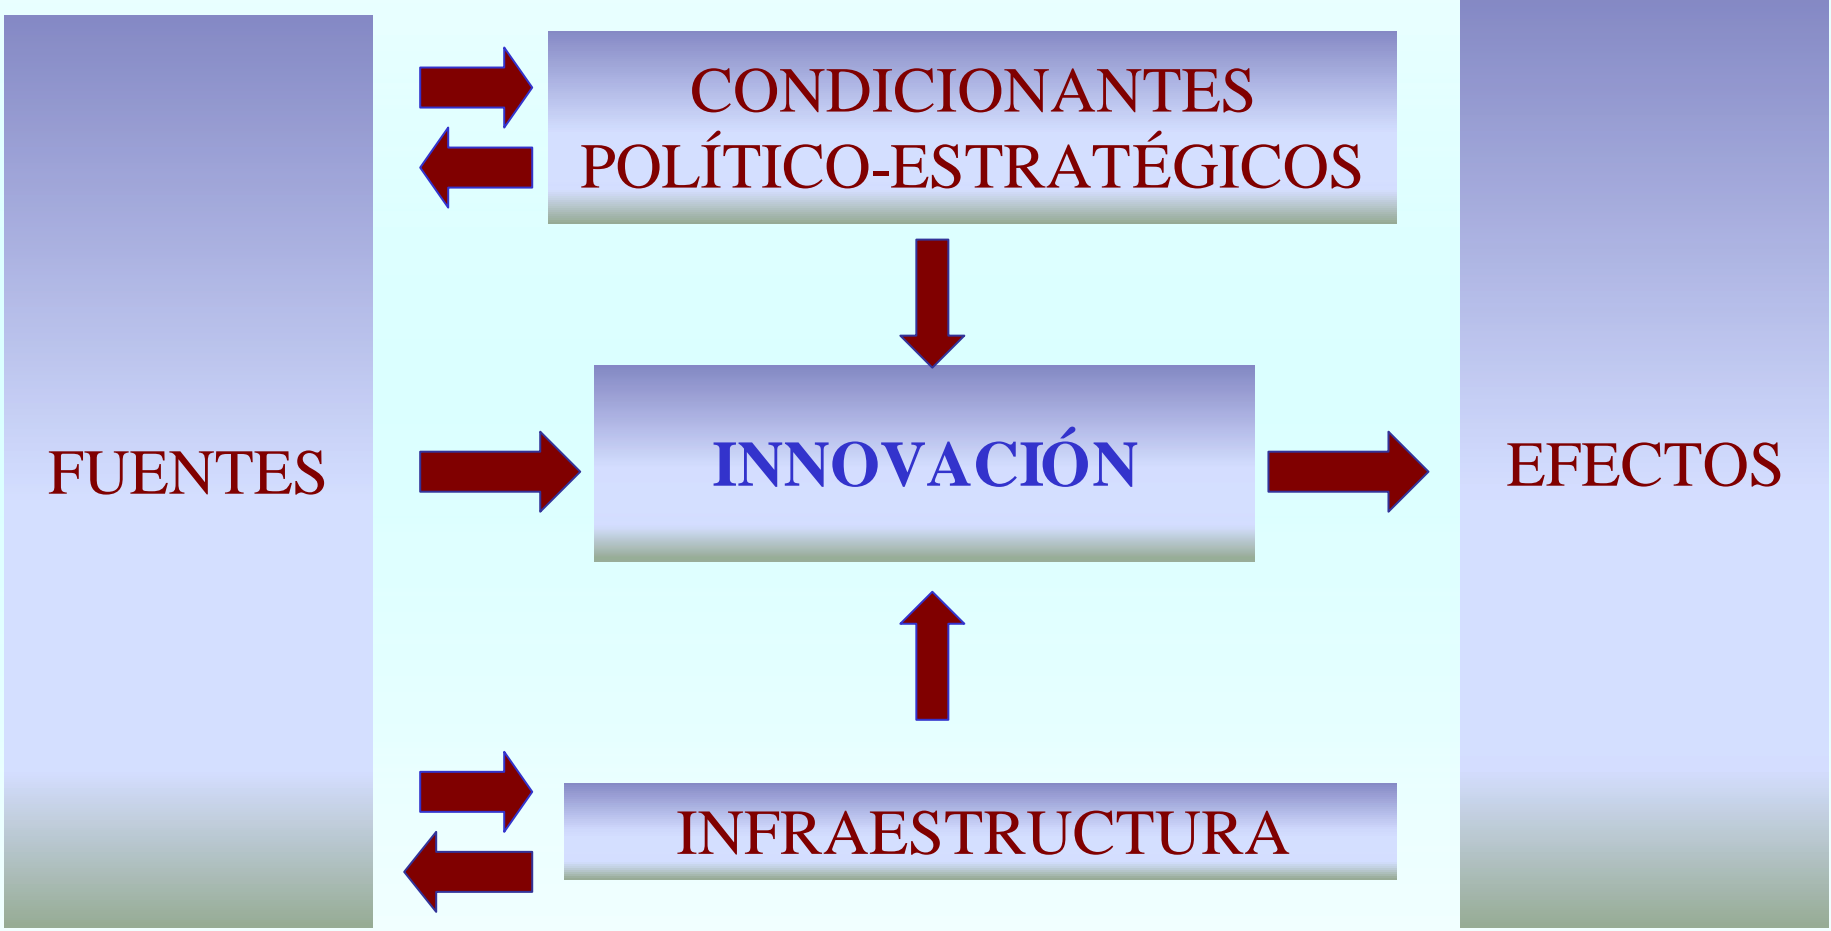 CONDICIONANTES
POLÍTICO-ESTRATÉGICOS
FUENTES
INNOVACIÓN
EFECTOS
INFRAESTRUCTURA